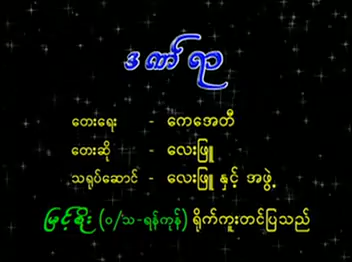 ဒဏ်ရာ
တေးရေး - ကေအေတီ
တေးဆို - လေးဖြူ
သရုပ်ဆောင် - လေးဖြူ နှင့် အဖွဲ့
မြင့်စိုး (ဝ/သ-ရန်ကုန်) ရိုက်ကူးတင်ပြသည်